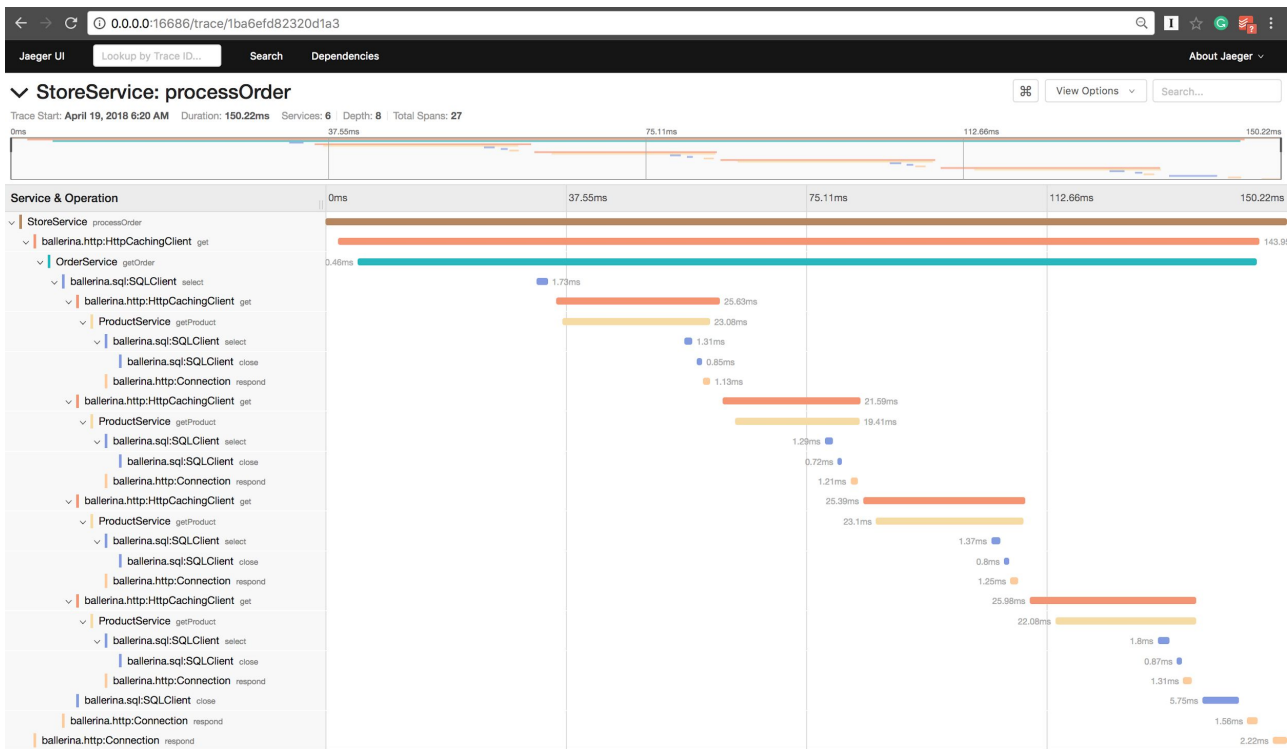 0.0.0.0:16686/trace/1ba6efd82320d1a3
Jaeger UI Lookup by Trace ID... Search Dependencies About Jaeger
StoreService: processOrder ⌘ View Options Search...
Trace Start: April 19, 2018 6:20 AM Duration: 150.22ms Services: 6 Depth: 8 Total Spans: 27
0ms 37.55ms 75.11ms 112.66ms 150.22ms
Service & Operation 0ms 37.55ms 75.11ms 112.66ms 150.22ms
StoreService processOrder
ballerina.http:HttpCachingClient get 143.9
OrderService getOrder 0.46ms
ballerina.sql:SQLClient select 1.73ms
ballerina.http:HttpCachingClient get 25.63ms
ProductService getProduct 23.08ms
ballerina.sql:SQLClient select 1.31ms
ballerina.sql:SQLClient close 0.85ms
ballerina.http:Connection respond 1.13ms
ballerina.http:HttpCachingClient get 21.59ms
ProductService getProduct 19.41ms
ballerina.sql:SQLClient select 1.29ms
ballerina.sql:SQLClient close 0.72ms
ballerina.http:Connection respond 1.21ms
ballerina.http:HttpCachingClient get 25.39ms
ProductService getProduct 23.1ms
ballerina.sql:SQLClient select 1.37ms
ballerina.sql:SQLClient close 0.8ms
ballerina.http:Connection respond 1.25ms
ballerina.http:HttpCachingClient get 25.98ms
ProductService getProduct 22.08ms
ballerina.sql:SQLClient select 1.8ms
ballerina.sql:SQLClient close 0.87ms
ballerina.http:Connection respond 1.31ms
ballerina.sql:SQLClient close 5.75ms
ballerina.http:Connection respond 1.56ms
ballerina.http:Connection respond 2.22ms